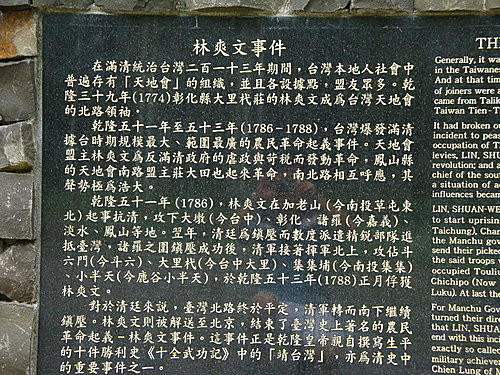 林爽文事件
在滿清統治台灣二百一十三年期間，台灣本地人社會中
普遍存有「天地會」的組織，並且各設據點，盟友眾多。乾
隆三十九年(1774)彰化縣大里代莊的林爽文成為台灣天地會
的北路領袖。
乾隆五十一年至五十三年(1786－1788)，台灣爆發滿清
據台時期規模最大、範圍最廣的農民革命起義事件。天地會
盟主林爽文為反滿清政府的虐政與苛稅而發動革命，鳳山縣
的天地會南路盟主莊大田也起來革命，南北路相互呼應，其
聲勢極為浩大。
乾隆五十一年(1786)，林爽文在加老山(今南投草屯東
北)起事抗清，攻下大墩(今台中)、彰化、諸羅(今嘉義)、
淡水、鳳山等地。翌年，清廷為鎮壓而數度派遣精銳部隊進
抵臺灣，諸羅之圍鎮壓成功後，清軍接著揮軍北上，攻佔斗
六門(今斗六)、大里代(今台中大里)、集集埔(今南投集集)
、小半天(今鹿谷小半天)，於乾隆五十三年(1788)正月俘獲
林爽文。
對於清廷來說，臺灣北路終於平定，清軍轉而南下繼續
鎮壓。林爽文則被解送至北京，結束了臺灣史上著名的農民
革命起義－林爽文事件。這事件正是乾隆皇帝親自撰寫生平
的十件勝利史《十全武功記》中的「靖台灣」，亦為清史中
的重要事件之一。
THE
Generally, it wa
in the Taiwane
And at that time
of joiners were a
came from Talik
Taiwan Tien-T
It had broken o
incident to peas
occupation of T
levies, LIN, SH
revolution; and a
chief of the sout
a situation of a
influences becam
LIN, SHUAN-WE
to start uprisin
Taichung), Chan
the Manchu gov
send their picked
the said troops
occupied Toulin
Chichipo (Now
Luku). At last th
For Manchu Gov
turned their dire
that LIN, SHUA
end with this inci
exactly so called
military achievem
Chien Lung of